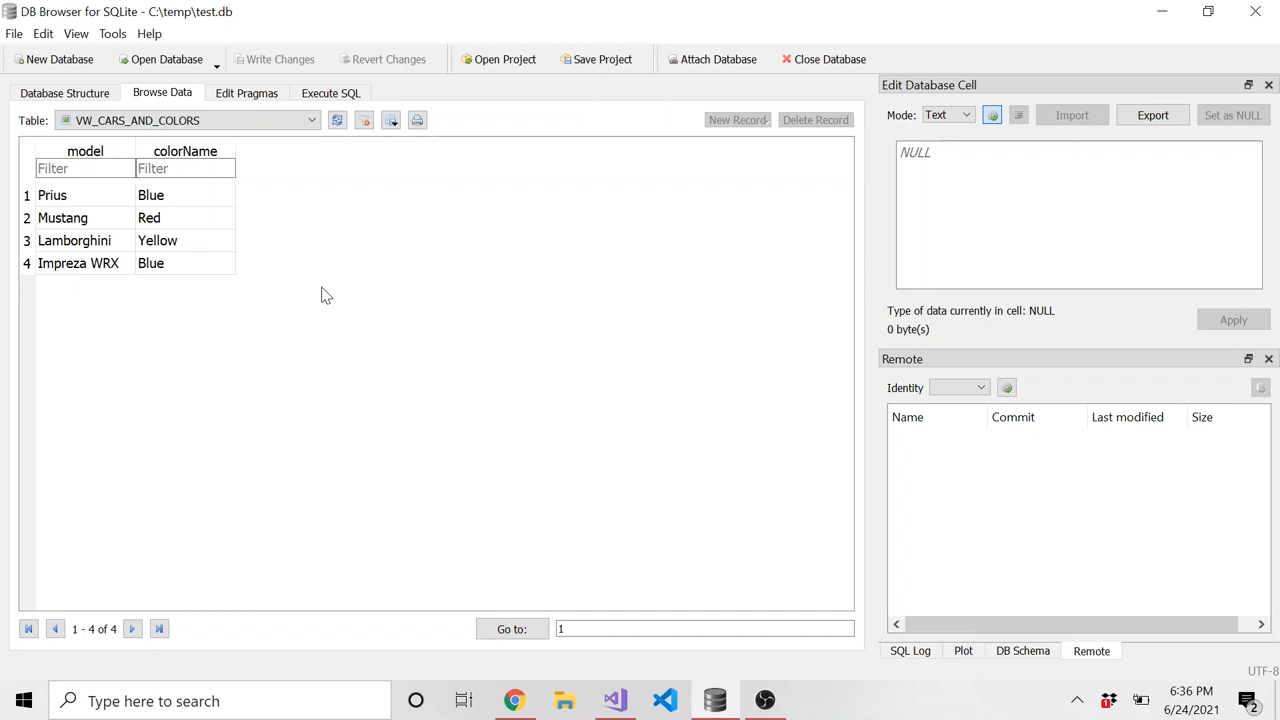 DB Browser for SQLite - C:\temp\test.db
File Edit View Tools Help
New Database Open Database Write Changes Revert Changes Open Project Save Project Attach Database Close Database
Database Structure Browse Data Edit Pragmas Execute SQL
Table: VW_CARS_AND_COLORS New Record Delete Record
model colorName
Filter Filter
1 Prius Blue
2 Mustang Red
3 Lamborghini Yellow
4 Impreza WRX Blue
1 - 4 of 4 Go to: 1
Edit Database Cell
Mode: Text Import Export Set as NULL
NULL
Type of data currently in cell: NULL
0 byte(s)
Apply
Remote
Identity
Name Commit Last modified Size
SQL Log Plot DB Schema Remote
UTF-8
Type here to search
6:36 PM
6/24/2021
1
2